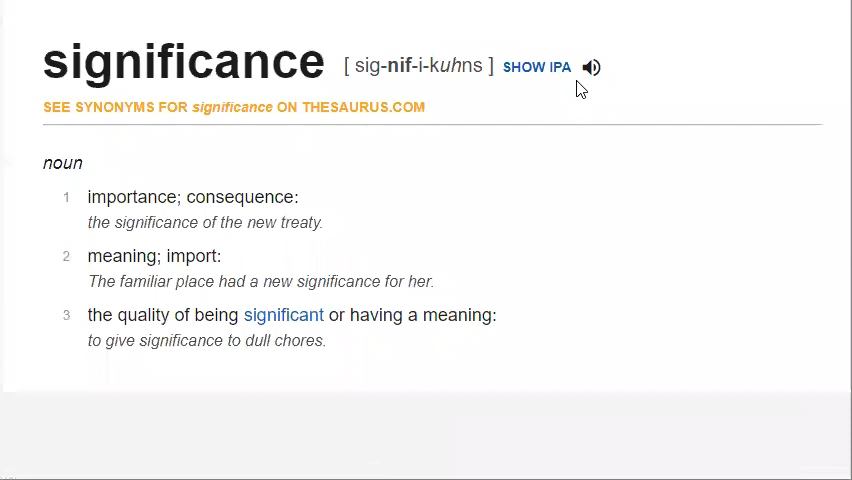 significance [ sig-nif-i-kuhns ] SHOW IPA
SEE SYNONYMS FOR significance ON THESAURUS.COM
noun
1 importance; consequence:
the significance of the new treaty.
2 meaning; import:
The familiar place had a new significance for her.
3 the quality of being significant or having a meaning:
to give significance to dull chores.